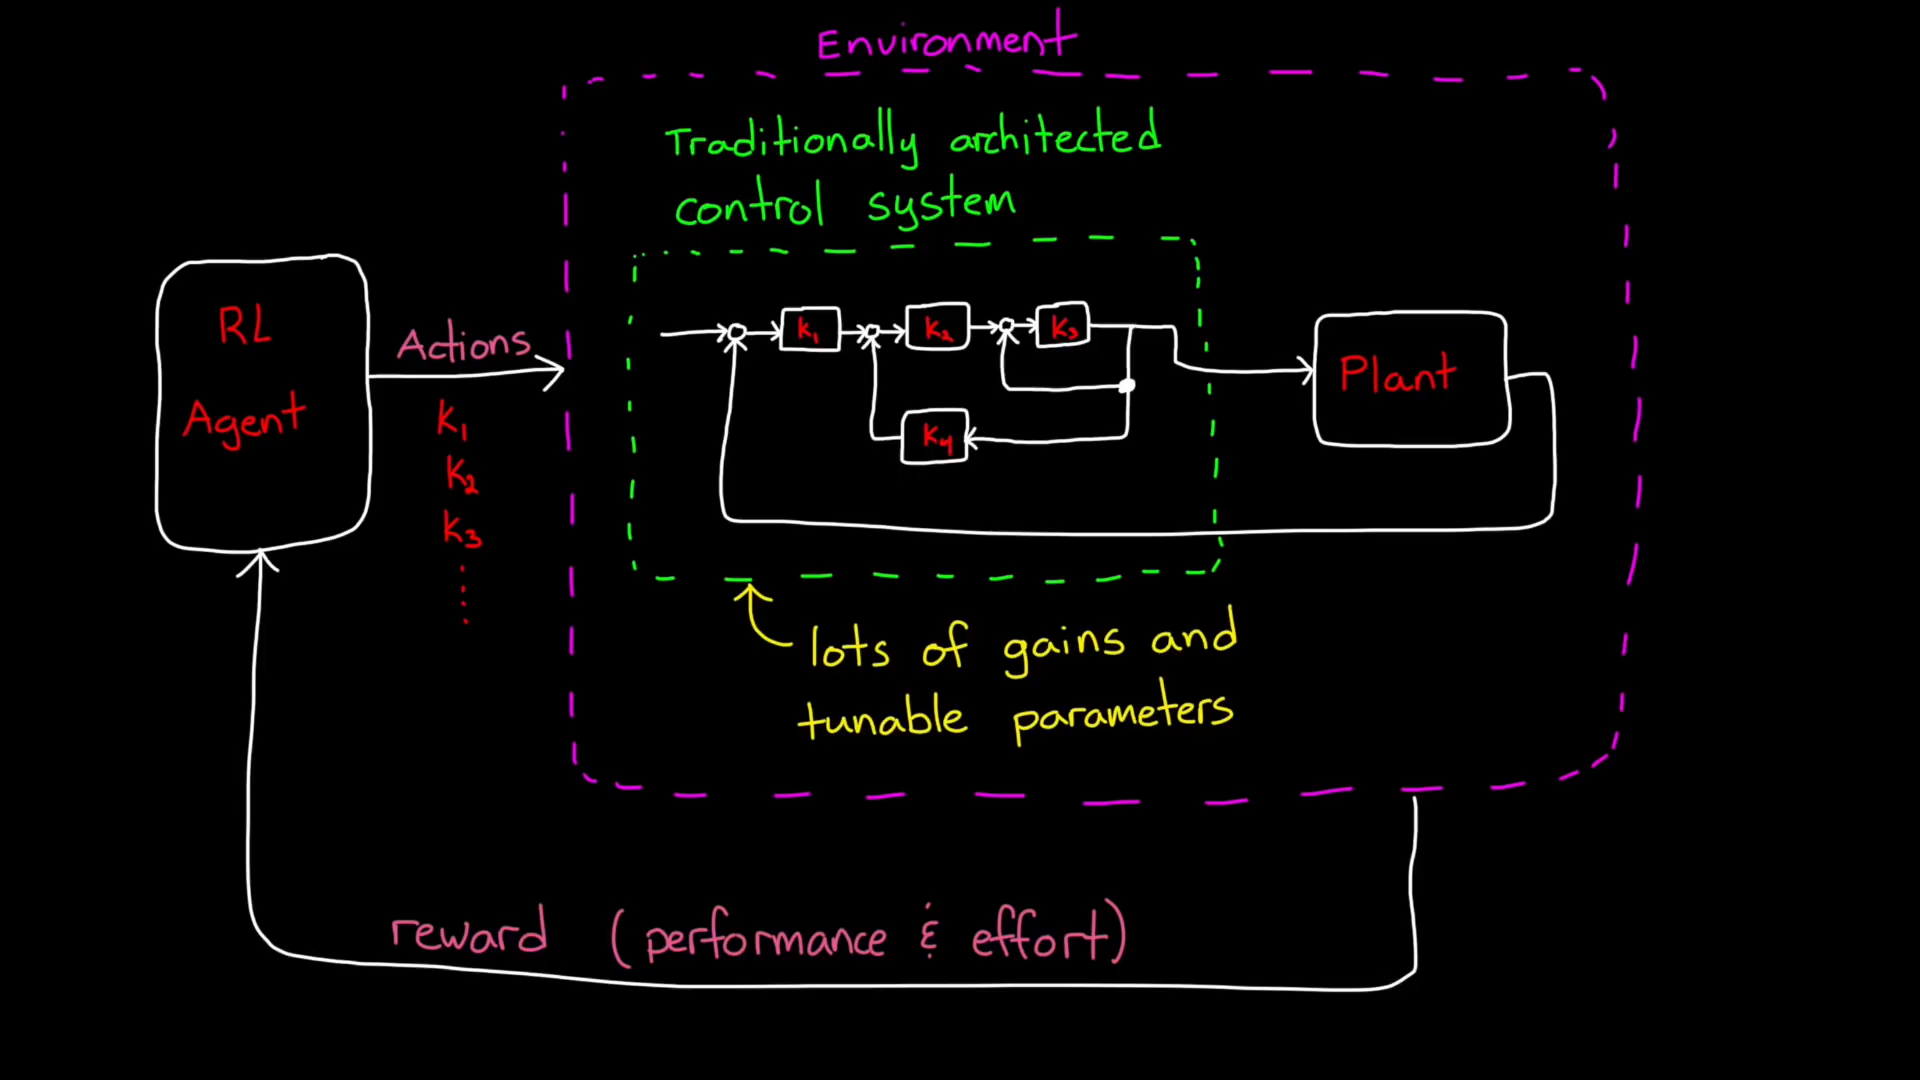 Environment
Traditionally architected
control system
RL
Agent
Actions
K1
K2
K3
K1
K2
K3
K4
Plant
lots of gains and
tunable parameters
reward (performance & effort)